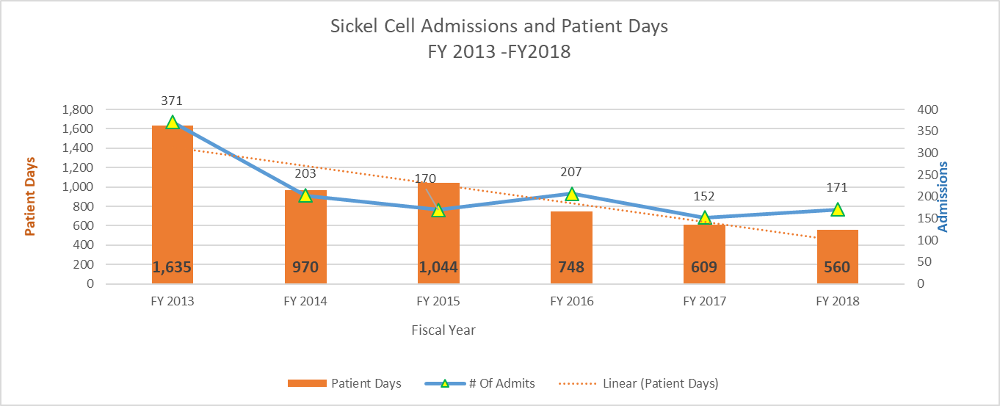 Sickel Cell Admissions and Patient Days
FY 2013 -FY2018
371
203
170
207
152
171
1,800
1,600
1,400
1,200
1,000
800
600
400
200
0
Patient Days
400
350
300
250
200
150
100
50
0
Admissions
1,635
970
1,044
748
609
560
FY 2013
FY 2014
FY 2015
FY 2016
FY 2017
FY 2018
Fiscal Year
Patient Days
# Of Admits
Linear (Patient Days)